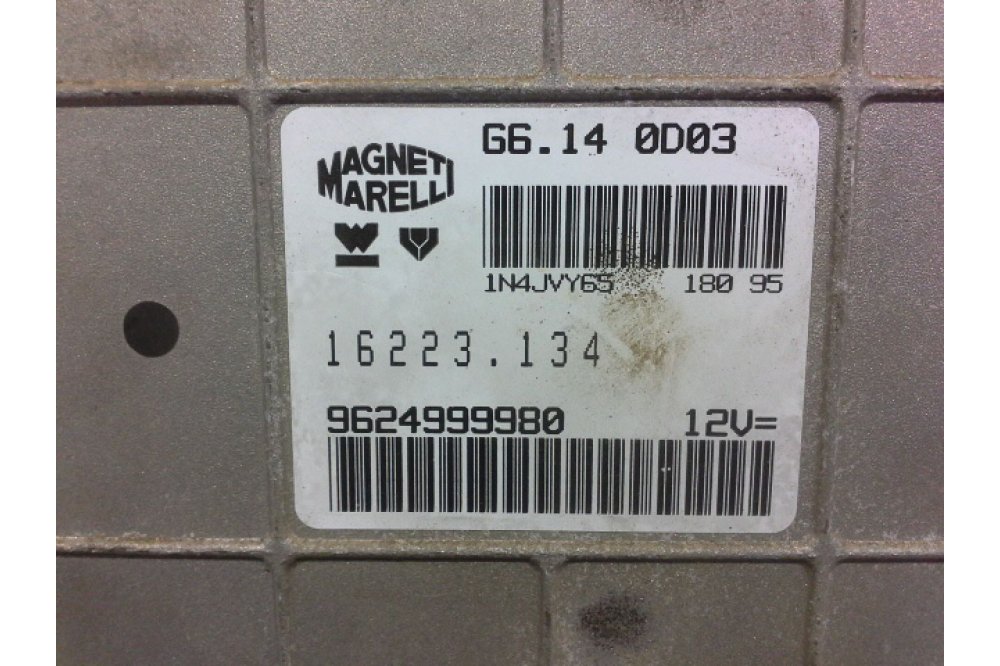 MAGNETI
MARELLI
G6.14 0D03
1N4JVY65 180 95
16223.134
9624999980 12V=